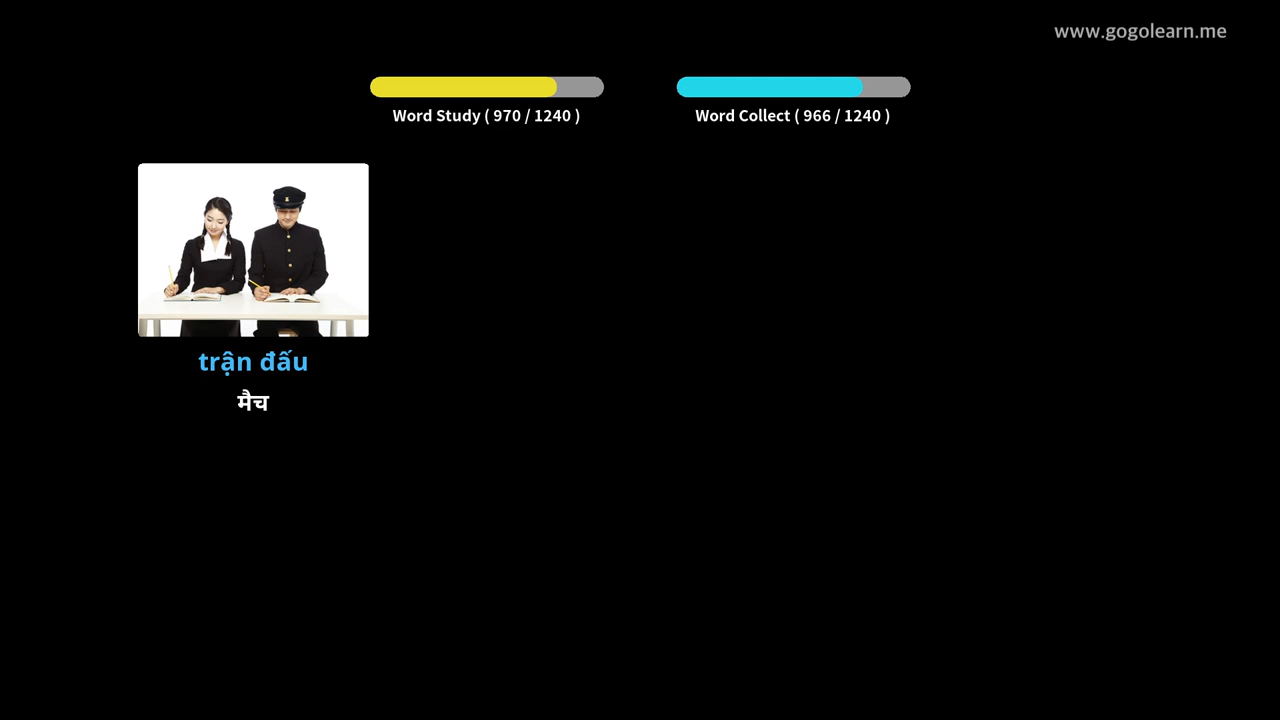 www.gogolearn.me
Word Study ( 970 / 1240 )
Word Collect ( 966 / 1240 )
trận đấu
मैच